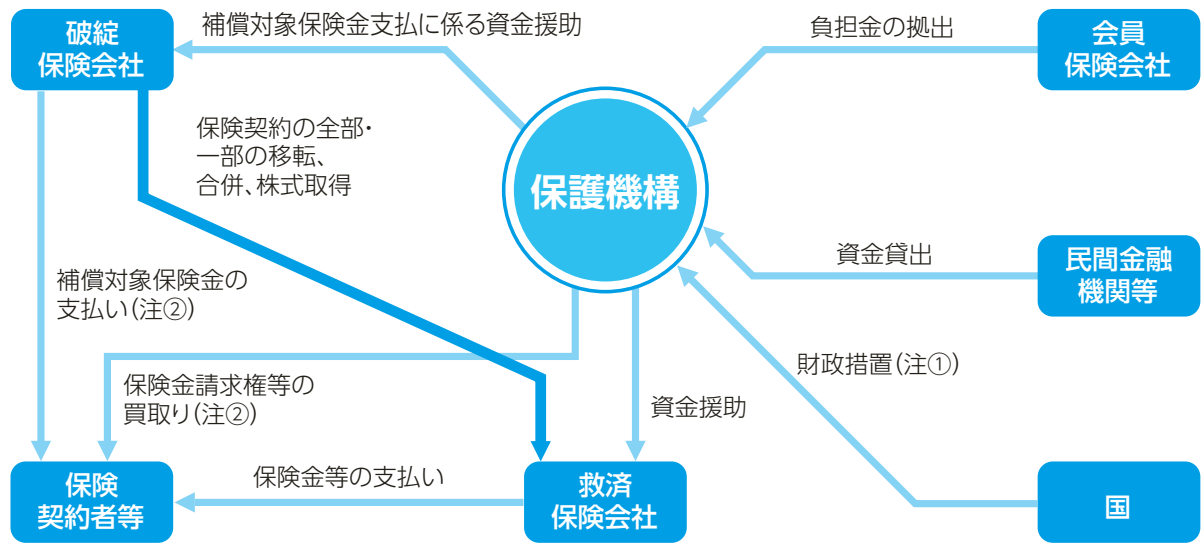 破綻
保険会社
補償対象保険金支払に係る資金援助
負担金の拠出
会員
保険会社
保険契約の全部・
一部の移転、
合併、株式取得
保護機構
資金貸出
民間金融
機関等
補償対象保険金の
支払い(注②)
財政措置(注①)
保険金請求権等の
買取り(注②)
資金援助
保険
契約者等
保険金等の支払い
救済
保険会社
国